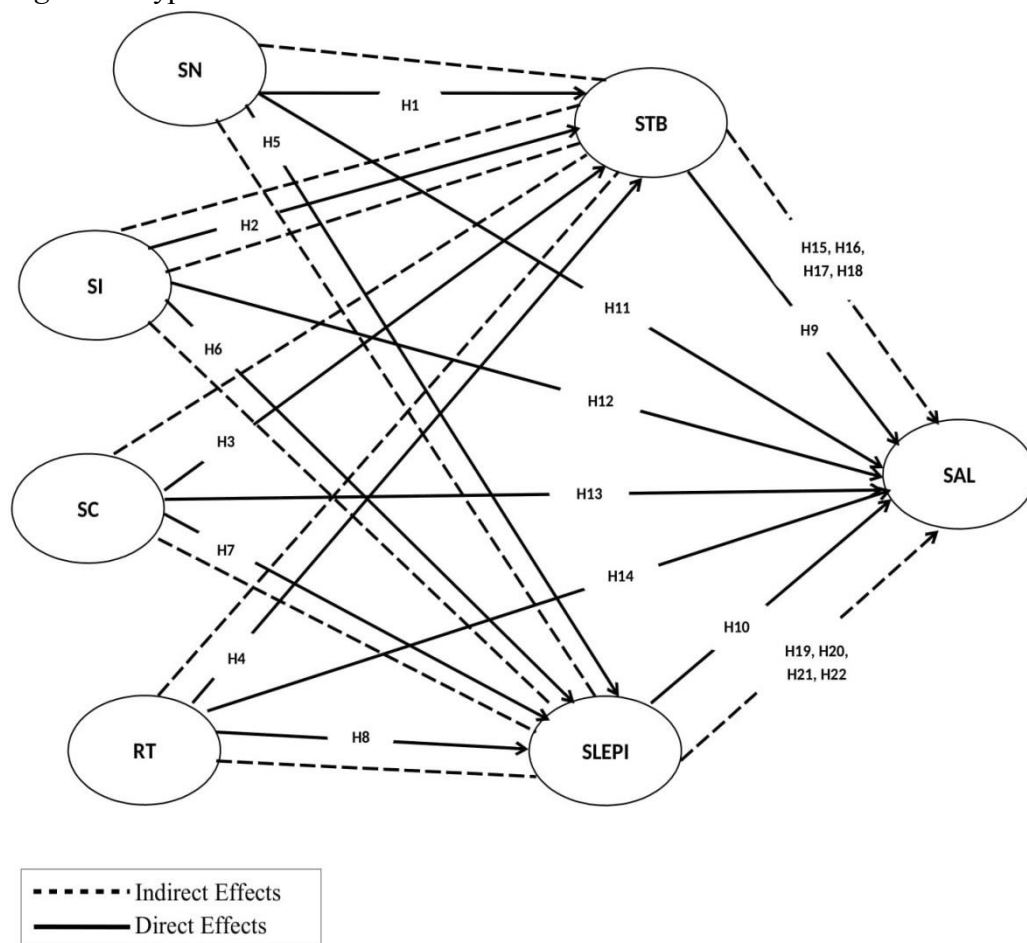 SN
H1
STB
H5
H2
SI
H15, H16,
H17, H18
H11
H9
H6
H12
H3
SAL
SC
H13
H7
H14
H10
H4
H19, H20,
H21, H22
RT
H8
SLEPI
Indirect Effects
Direct Effects